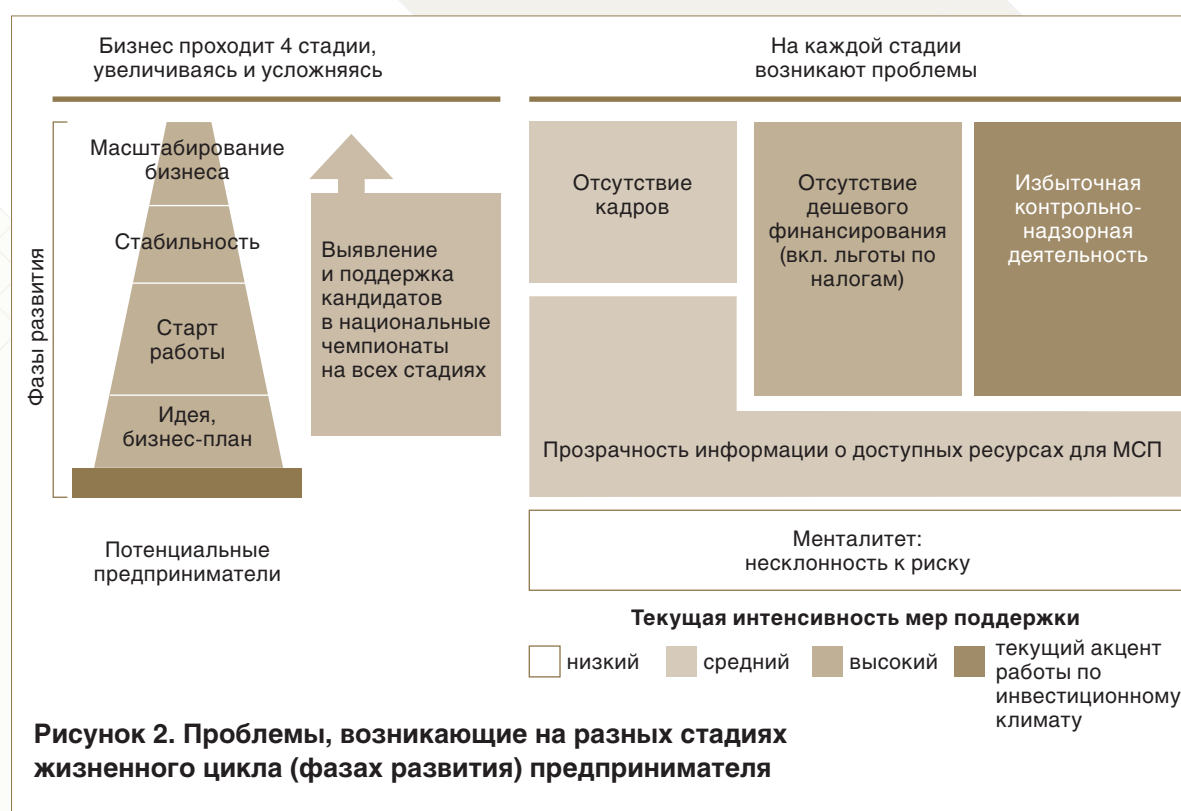 Бизнес проходит 4 стадии,
увеличиваясь и усложняясь
На каждой стадии
возникают проблемы
Фазы развития
Масштабирование
бизнеса
Стабильность
Старт
работы
Идея,
бизнес-план
Потенциальные
предприниматели
Выявление
и поддержка
кандидатов
в национальные
чемпионаты
на всех стадиях
Отсутствие
кадров
Отсутствие
дешевого
финансирования
(вкл. льготы по
налогам)
Избыточная
контрольно-
надзорная
деятельность
Прозрачность информации о доступных ресурсах для МСП
Менталитет:
несклонность к риску
Текущая интенсивность мер поддержки
низкий
средний
высокий
текущий акцент
работы по
инвестиционному
климату
Рисунок 2. Проблемы, возникающие на разных стадиях
жизненного цикла (фазах развития) предпринимателя